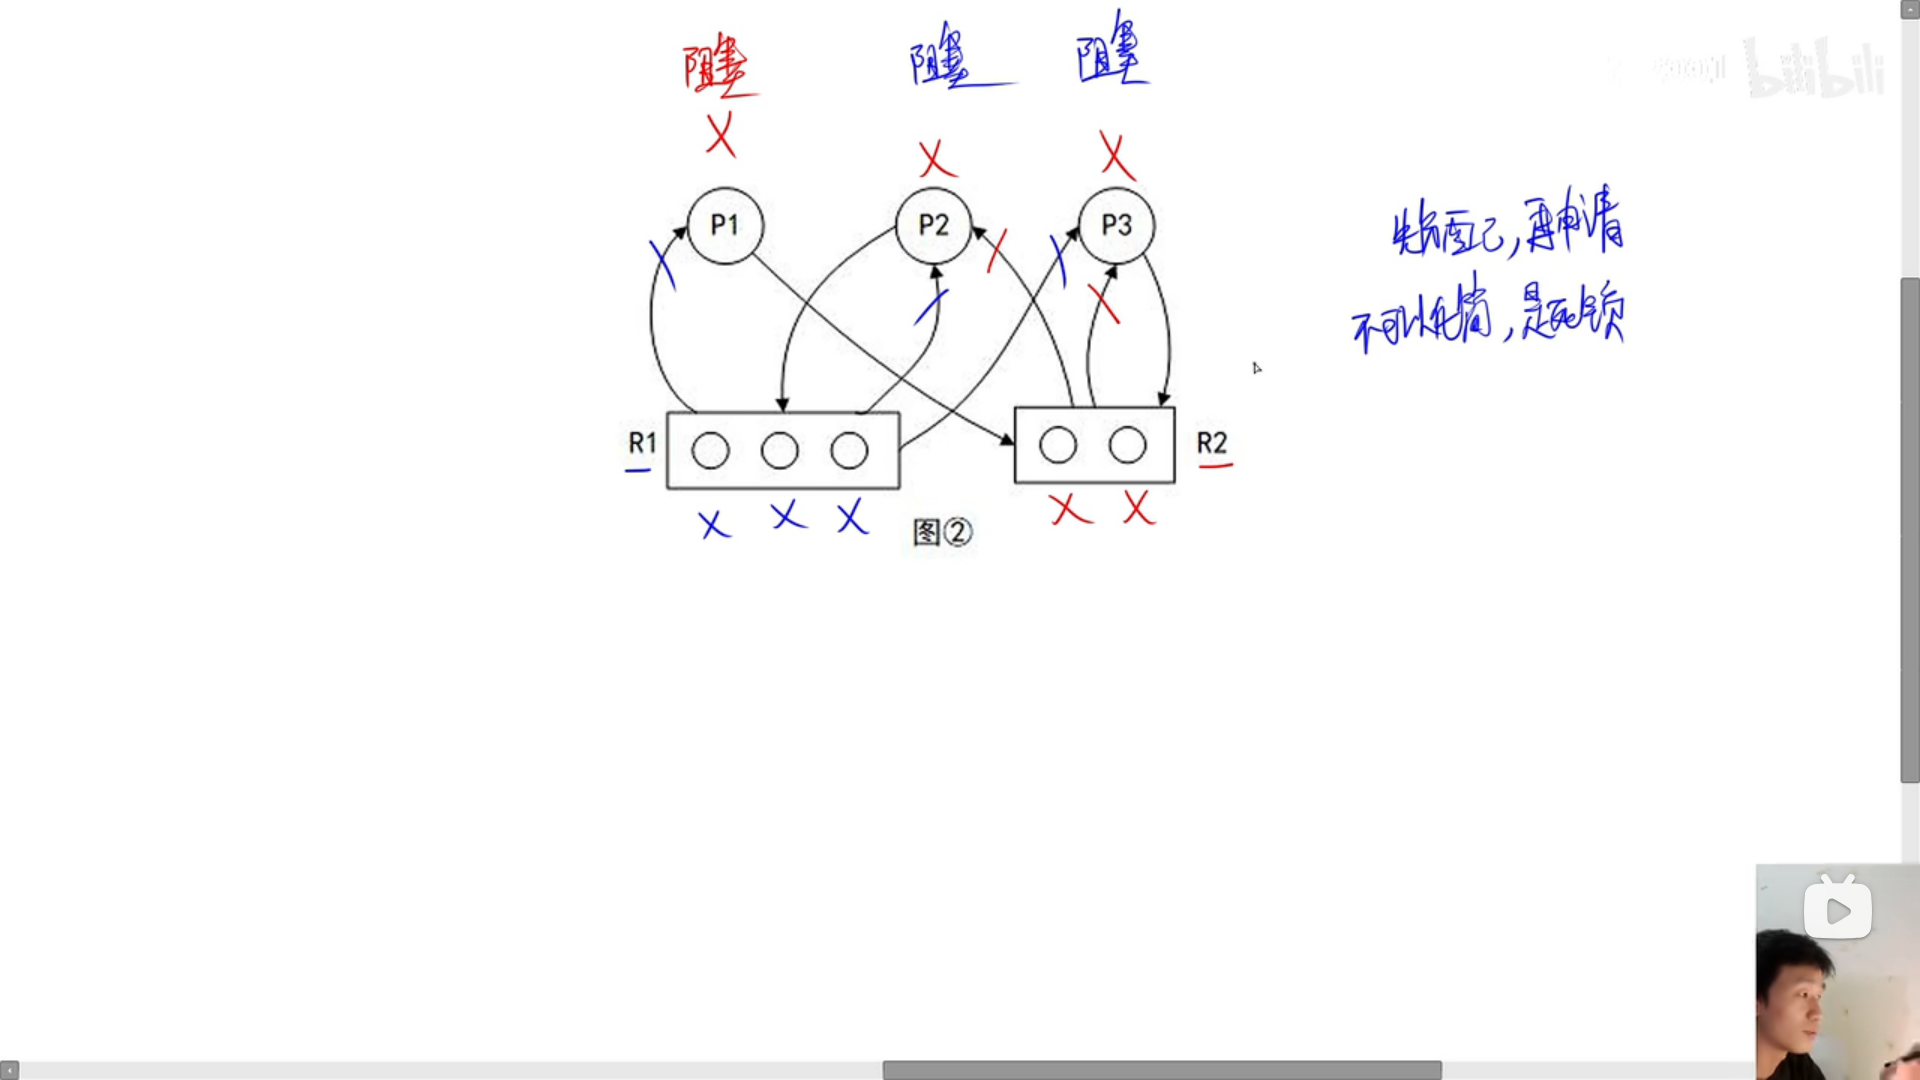 阻塞 阻塞 阻塞
bilibili
X
X X
P1 P2 P3
先分配,再申请
不可以化简,是死锁
R1 R2
X X X X X
图②